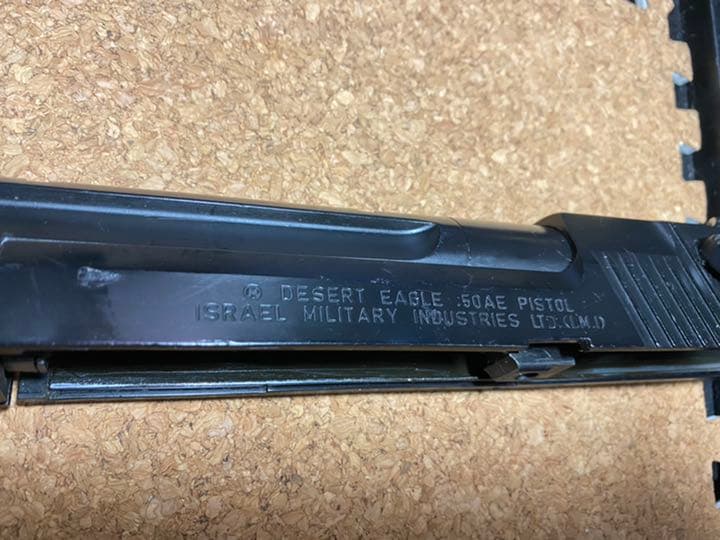 ® DESERT EAGLE .50AE PISTOL
ISRAEL MILITARY INDUSTRIES LTD.(I.M.I)